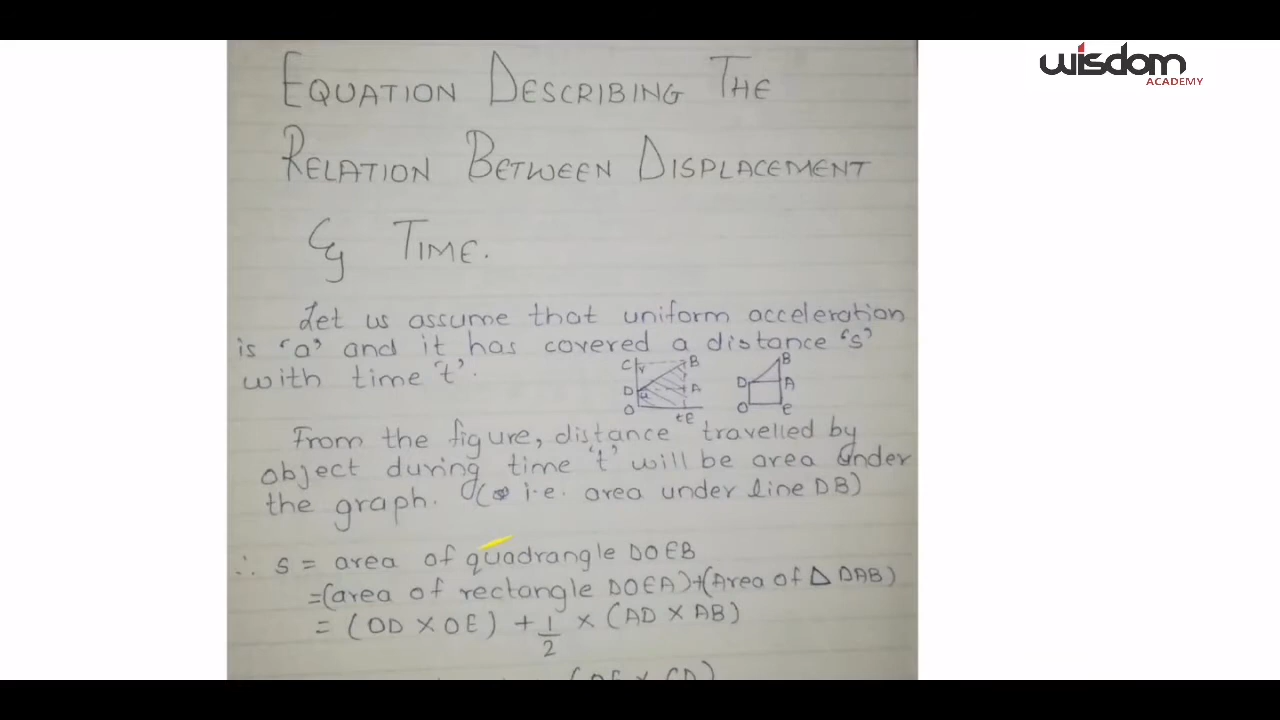 wisdom
ACADEMY
EQUATION DESCRIBING THE
RELATION BETWEEN DISPLACEMENT
& TIME.
Let us assume that uniform acceleration
is 'a' and it has covered a distance 's'
with time 't'.
C v B
D u A
O t E
B
D A
O E
From the figure, distance travelled by
object during time 't' will be area under
the graph. (i.e. area under line DB)
∴ s = area of quadrangle DOEB
=(area of rectangle DOEA)+(Area of △ DAB)
= (OD × OE) + 1/2 × (AD × AB)
(OE × CD)